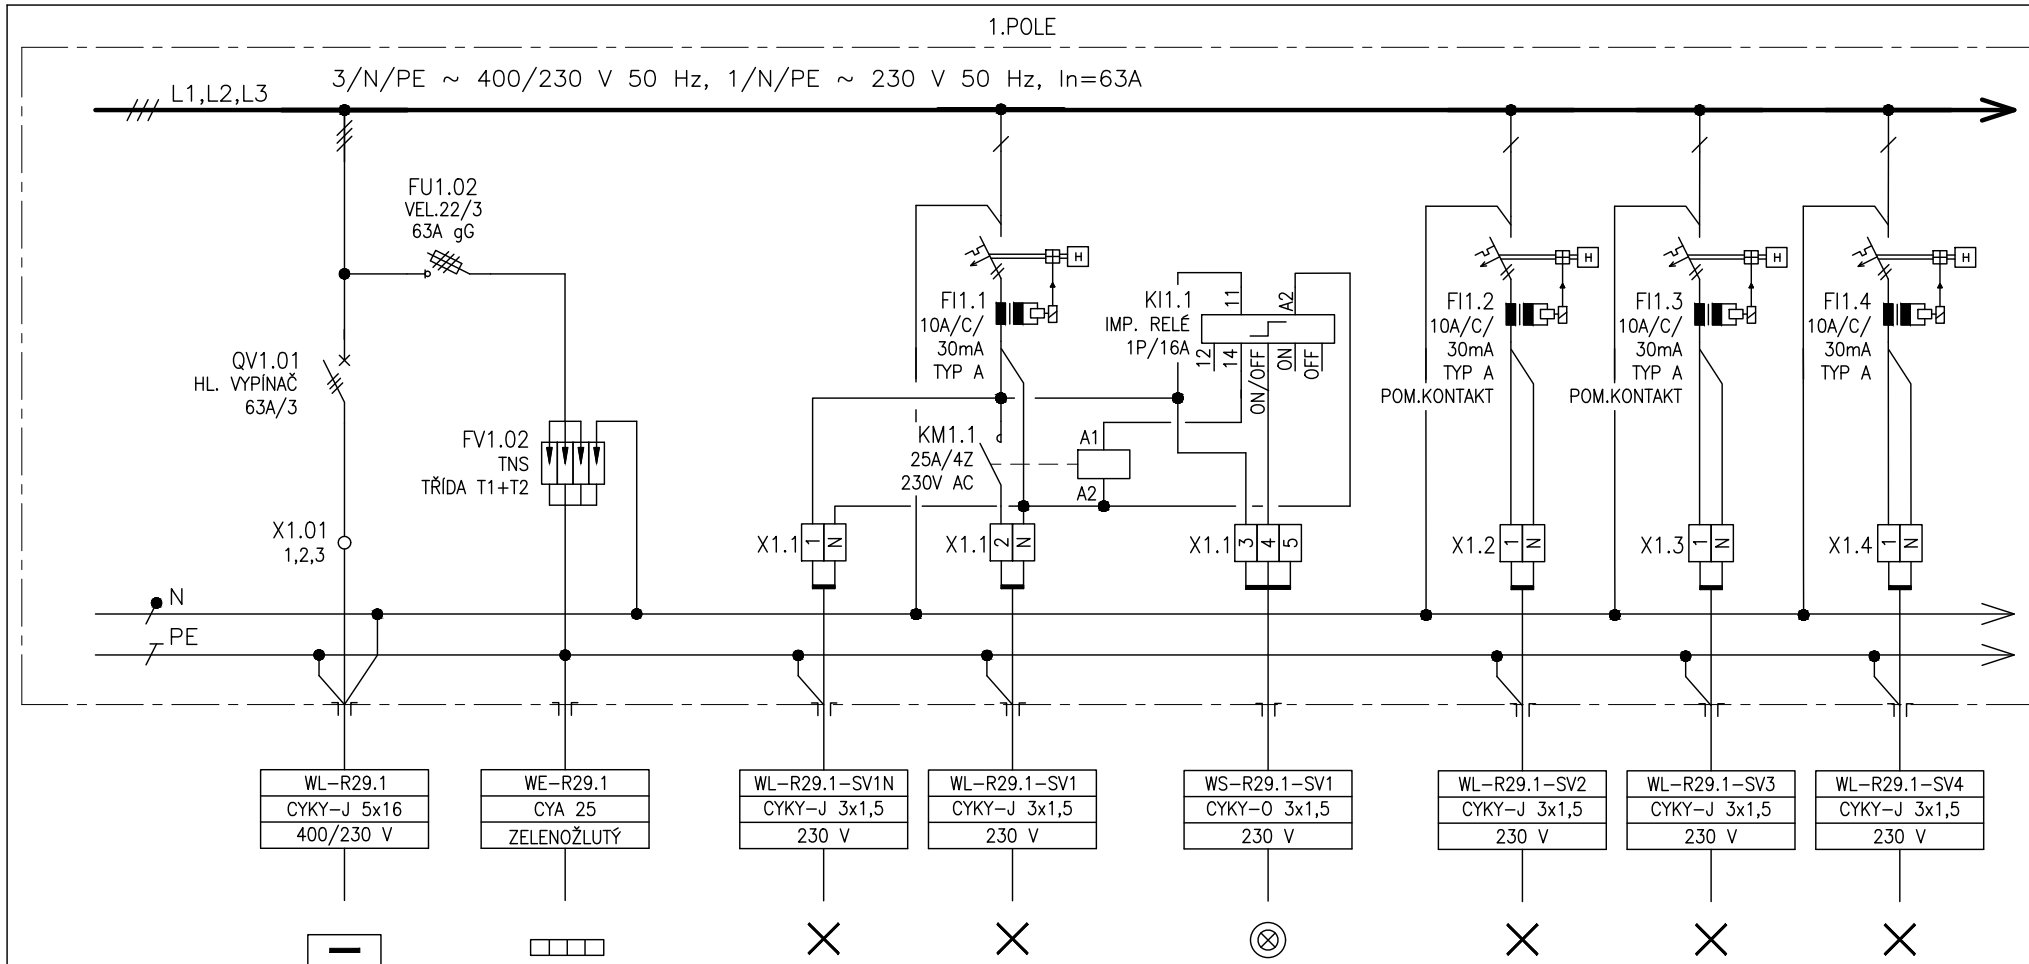 1.POLE
3/N/PE ~ 400/230 V 50 Hz, 1/N/PE ~ 230 V 50 Hz, In=63A
L1,L2,L3
FU1.02
VEL.22/3
63A gG
QV1.01
HL. VYPÍNAČ
63A/3
FV1.02
TNS
TŘÍDA T1+T2
X1.01
1,2,3
H
FI1.1
10A/C/
30mA
TYP A
KI1.1
IMP. RELÉ
1P/16A
11
A2
12
14
ON/OFF
ON
OFF
KM1.1
25A/4Z
230V AC
A1
A2
H
FI1.2
10A/C/
30mA
TYP A
POM.KONTAKT
H
FI1.3
10A/C/
30mA
TYP A
POM.KONTAKT
H
FI1.4
10A/C/
30mA
TYP A
X1.1 1 N
X1.1 2 N
X1.1 3 4 5
X1.2 1 N
X1.3 1 N
X1.4 1 N
N
PE
WL-R29.1
CYKY-J 5x16
400/230 V
WE-R29.1
CYA 25
ZELENOŽLUTÝ
WL-R29.1-SV1N
CYKY-J 3x1,5
230 V
WL-R29.1-SV1
CYKY-J 3x1,5
230 V
WS-R29.1-SV1
CYKY-O 3x1,5
230 V
WL-R29.1-SV2
CYKY-J 3x1,5
230 V
WL-R29.1-SV3
CYKY-J 3x1,5
230 V
WL-R29.1-SV4
CYKY-J 3x1,5
230 V